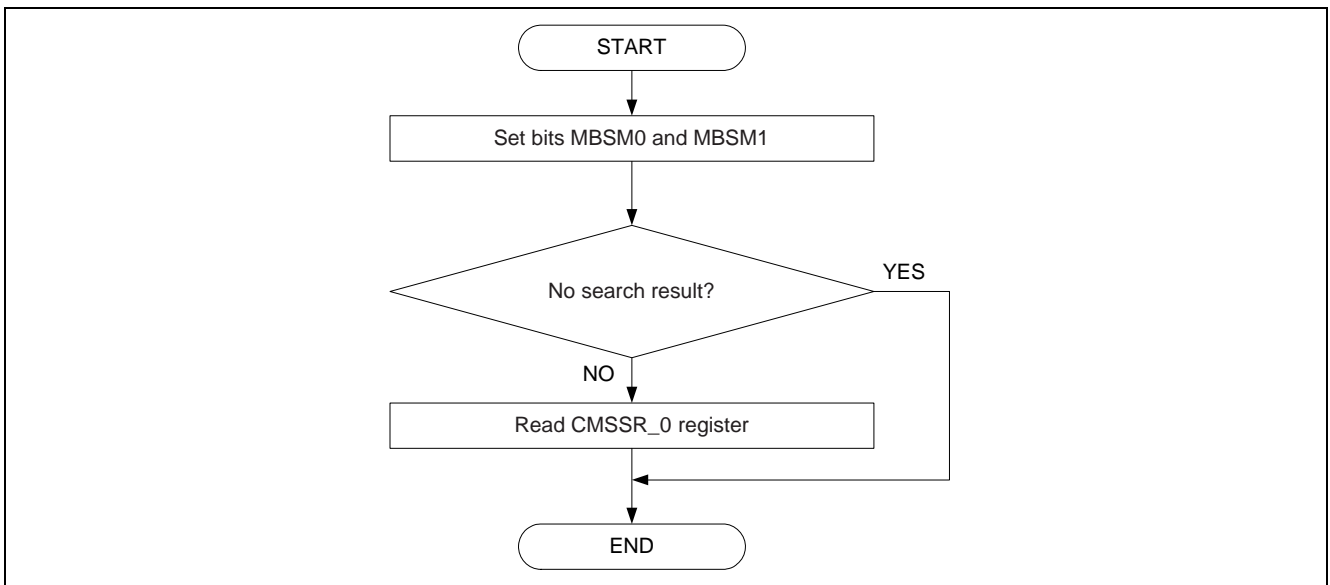 START
Set bits MBSM0 and MBSM1
No search result?
YES
NO
Read CMSSR_0 register
END